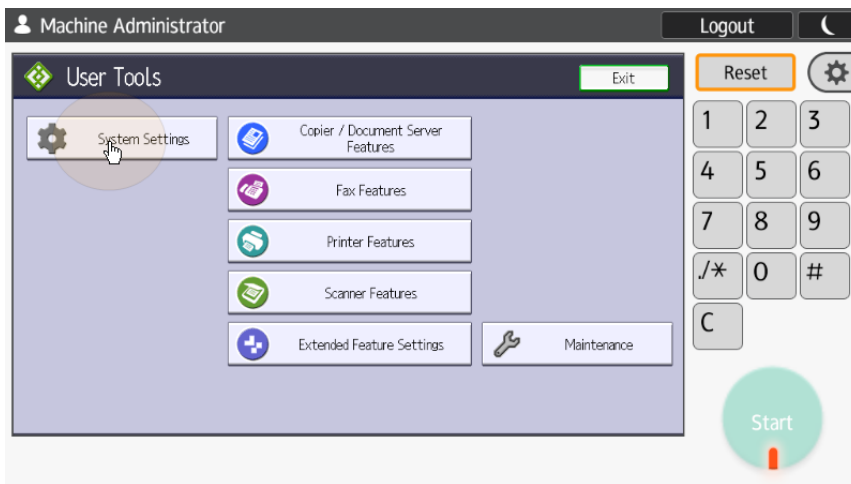 Machine Administrator
Logout
User Tools
Exit
Reset
System Settings
Copier / Document Server
Features
Fax Features
Printer Features
Scanner Features
Extended Feature Settings
Maintenance
1 2 3
4 5 6
7 8 9
./* 0 #
C
Start